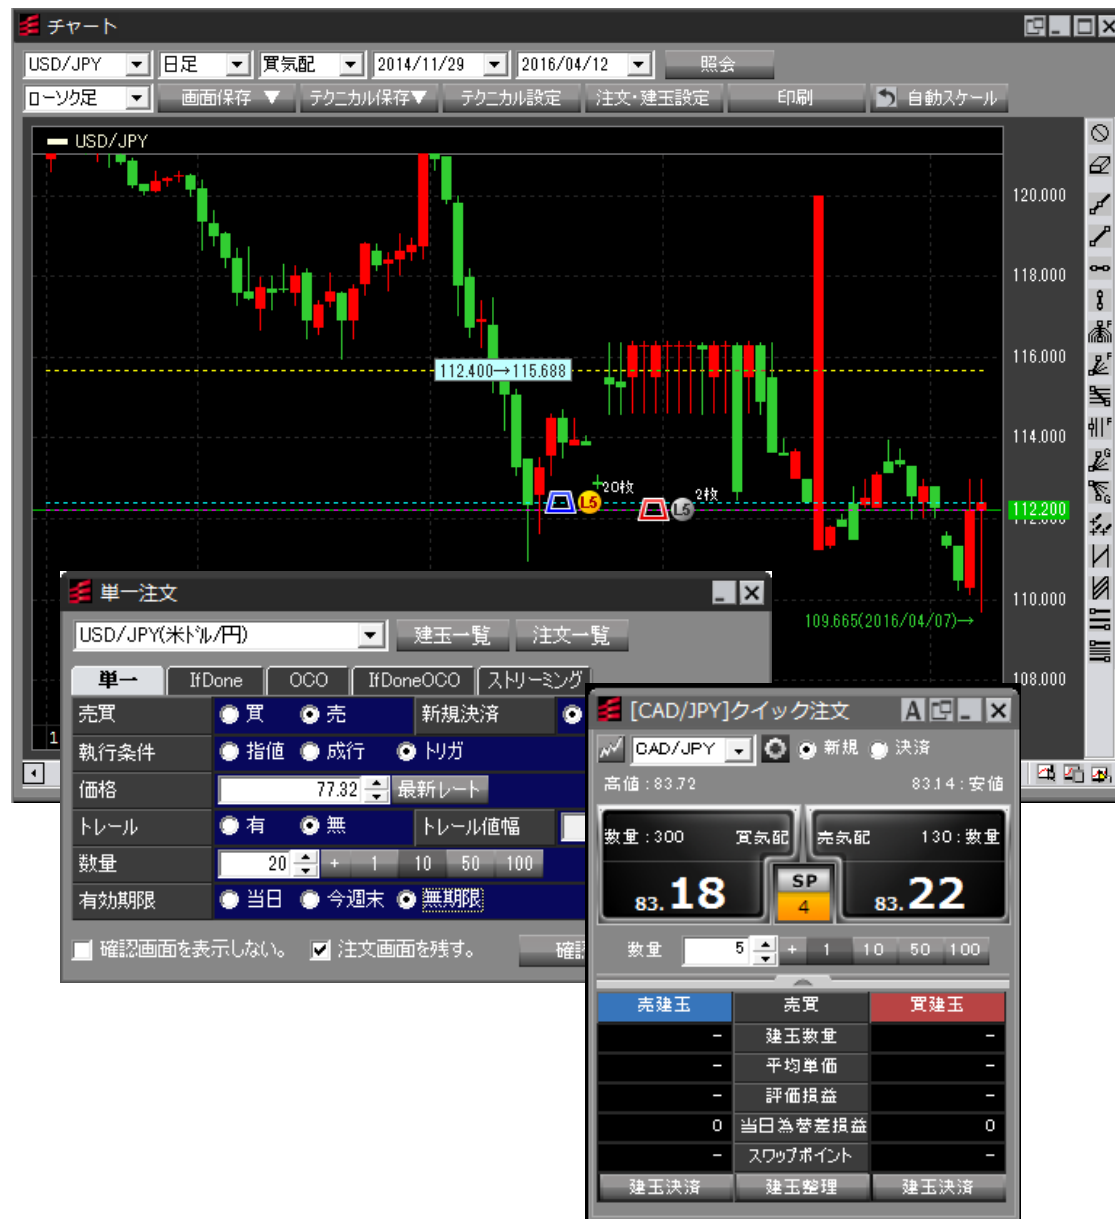 チャート
USD/JPY 日足 買気配 2014/11/29 2016/04/12 照会
ローソク足 画面保存 ▼ テクニカル保存▼ テクニカル設定 注文・建玉設定 印刷 自動スケール
USD/JPY
120.000
118.000
116.000
112.400→115.688
114.000
L5 20枚 L5 2枚
112.200
110.000
109.665(2016/04/07)→
108.000
単一注文
USD/JPY(米ドル/円) 建玉一覧 注文一覧
単一 IfDone OCO IfDoneOCO ストリーミング
売買 買 売 新規決済
執行条件 指値 成行 トリガ
価格 77.32 最新レート
トレール 有 無 トレール値幅
数量 20 + 1 10 50 100
有効期限 当日 今週末 無期限
確認画面を表示しない。 注文画面を残す。 確認
[CAD/JPY]クイック注文 A
CAD/JPY 新規 決済
高値:83.72 83.14:安値
数量:300 買気配 売気配 130:数量
83.18 SP 4 83.22
数量 5 + 1 10 50 100
売建玉 売買 買建玉
- 建玉数量 -
- 平均単価 -
- 評価損益 -
0 当日為替差損益 0
- スワップポイント -
建玉決済 建玉整理 建玉決済